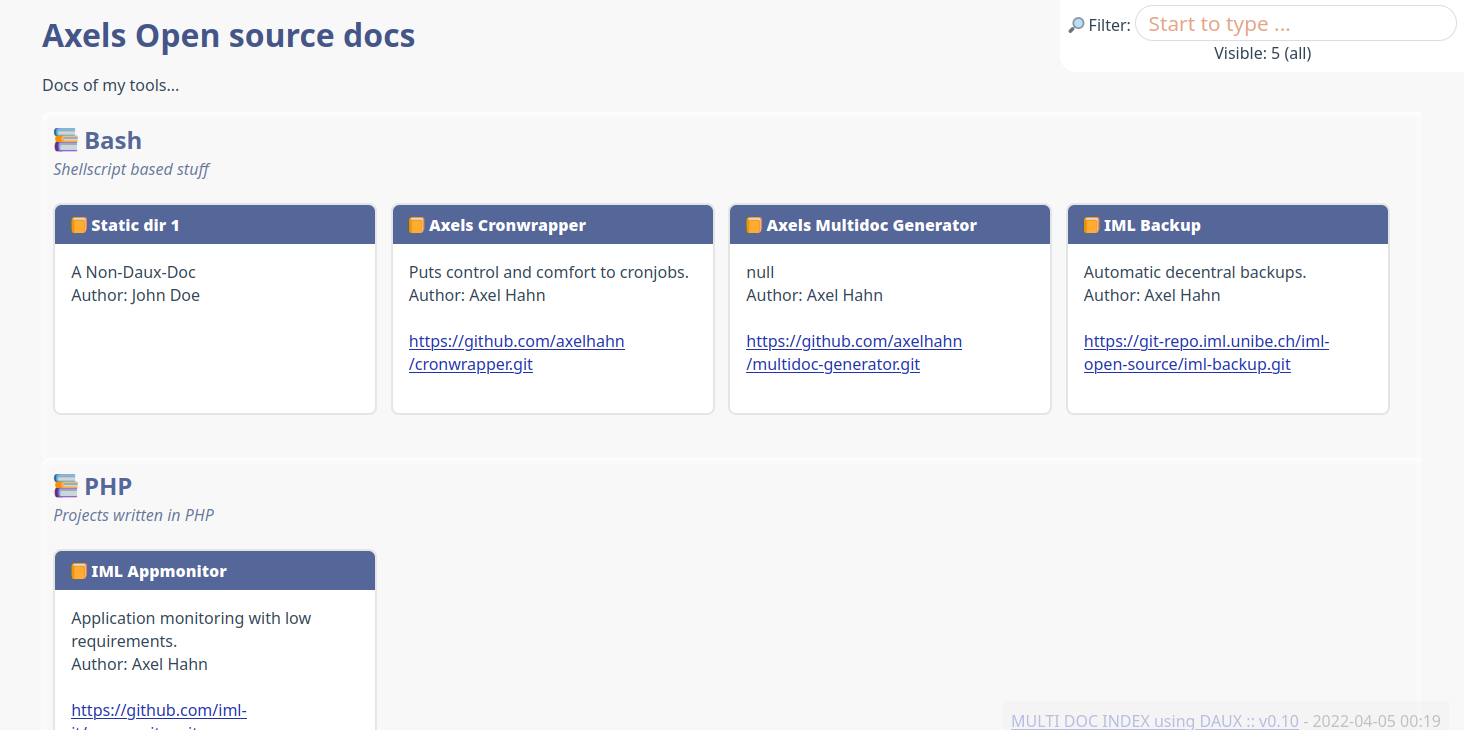 Axels Open source docs
Filter: Start to type ...
Visible: 5 (all)
Docs of my tools...
Bash
Shellscript based stuff
Static dir 1
A Non-Daux-Doc
Author: John Doe
Axels Cronwrapper
Puts control and comfort to cronjobs.
Author: Axel Hahn
https://github.com/axelhahn
/cronwrapper.git
Axels Multidoc Generator
null
Author: Axel Hahn
https://github.com/axelhahn
/multidoc-generator.git
IML Backup
Automatic decentral backups.
Author: Axel Hahn
https://git-repo.iml.unibe.ch/iml-
open-source/iml-backup.git
PHP
Projects written in PHP
IML Appmonitor
Application monitoring with low
requirements.
Author: Axel Hahn
https://github.com/iml-
MULTI DOC INDEX using DAUX :: v0.10 - 2022-04-05 00:19